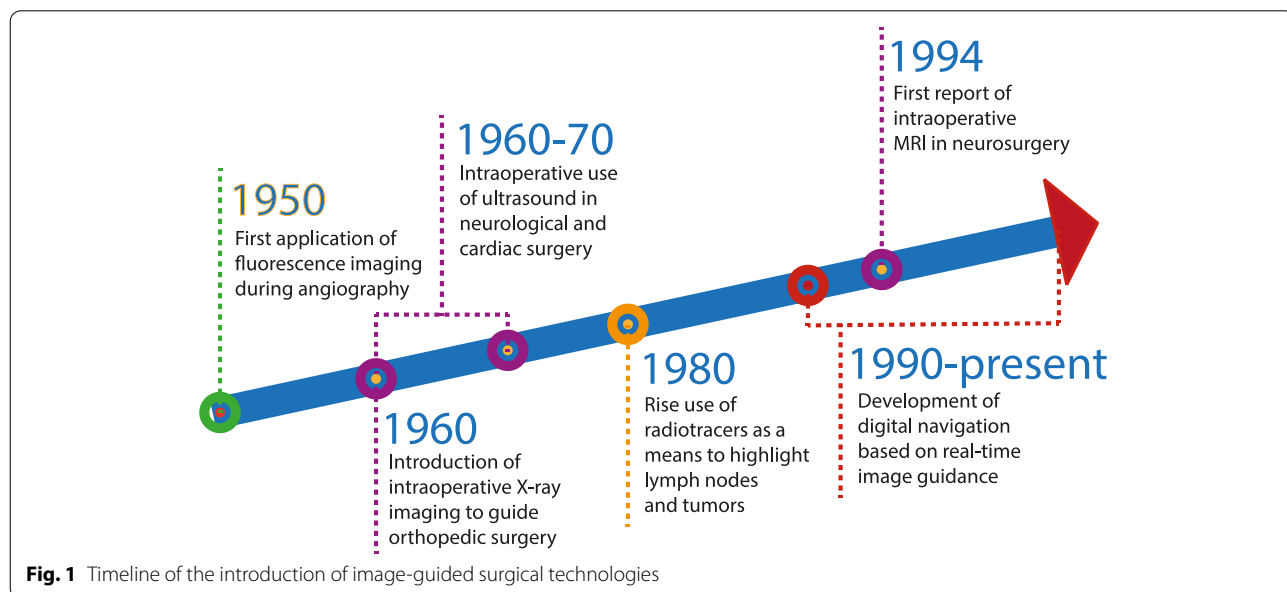 1950
First application of
fluorescence imaging
during angiography
1960
Introduction of
intraoperative X-ray
imaging to guide
orthopedic surgery
1960-70
Intraoperative use
of ultrasound in
neurological and
cardiac surgery
1980
Rise use of
radiotracers as a
means to highlight
lymph nodes
and tumors
1990-present
Development of
digital navigation
based on real-time
image guidance
1994
First report of
intraoperative
MRI in neurosurgery
Fig. 1 Timeline of the introduction of image-guided surgical technologies